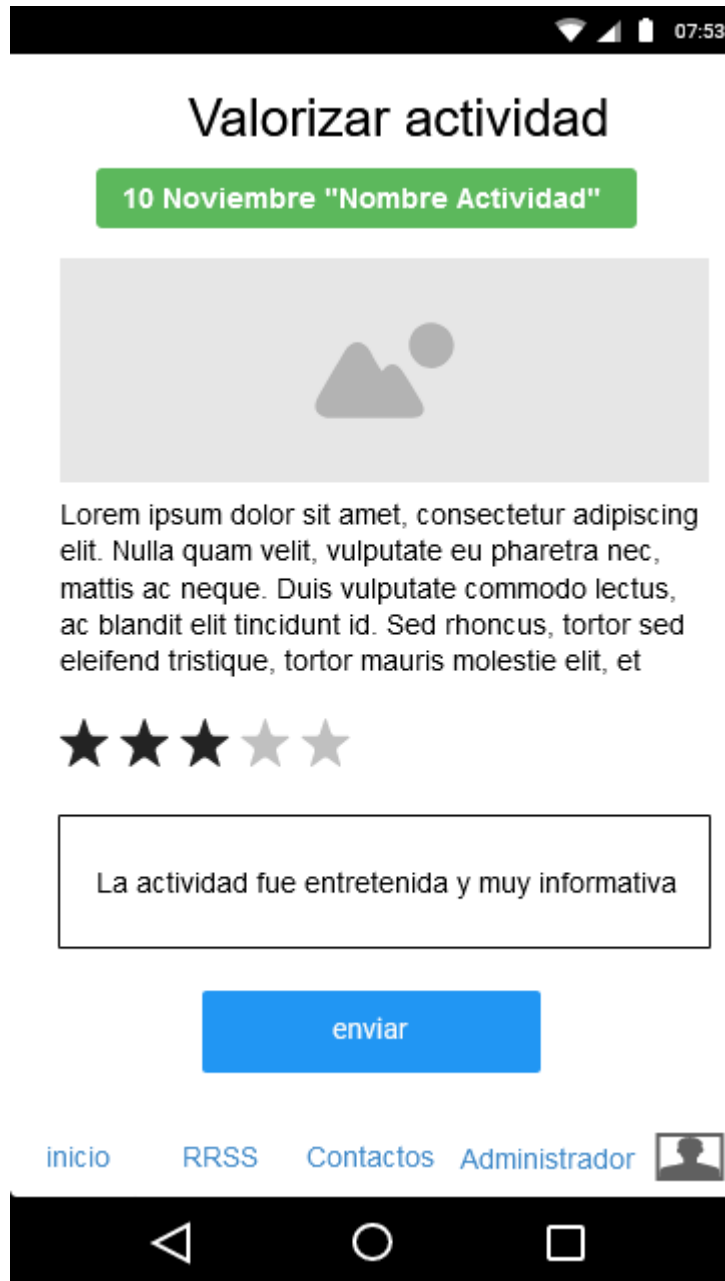 07:53
Valorizar actividad
10 Noviembre "Nombre Actividad"
Lorem ipsum dolor sit amet, consectetur adipiscing
elit. Nulla quam velit, vulputate eu pharetra nec,
mattis ac neque. Duis vulputate commodo lectus,
ac blandit elit tincidunt id. Sed rhoncus, tortor sed
eleifend tristique, tortor mauris molestie elit, et
La actividad fue entretenida y muy informativa
enviar
inicio RRSS Contactos Administrador